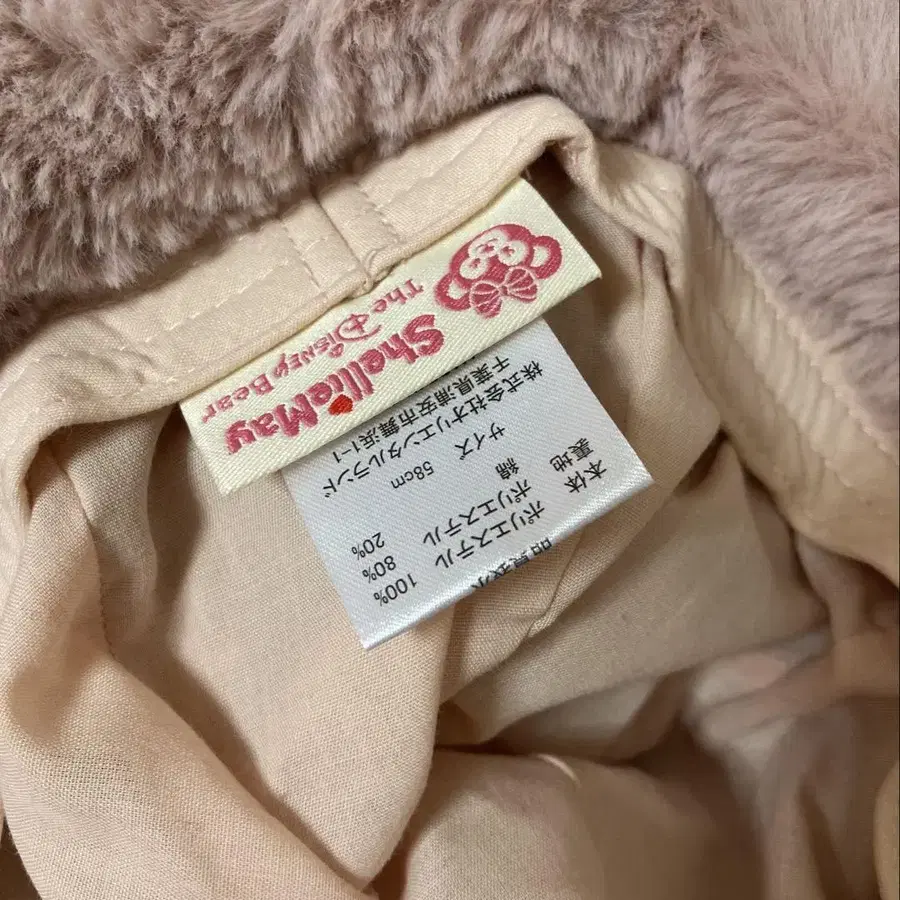 ShellieMay
The Disney Bear
本体 ポリエステル 100%
裏地 ポリエステル 80%
綿 20%
サイズ 58cm
株式会社オリエンタルランド
千葉県浦安市舞浜1-1